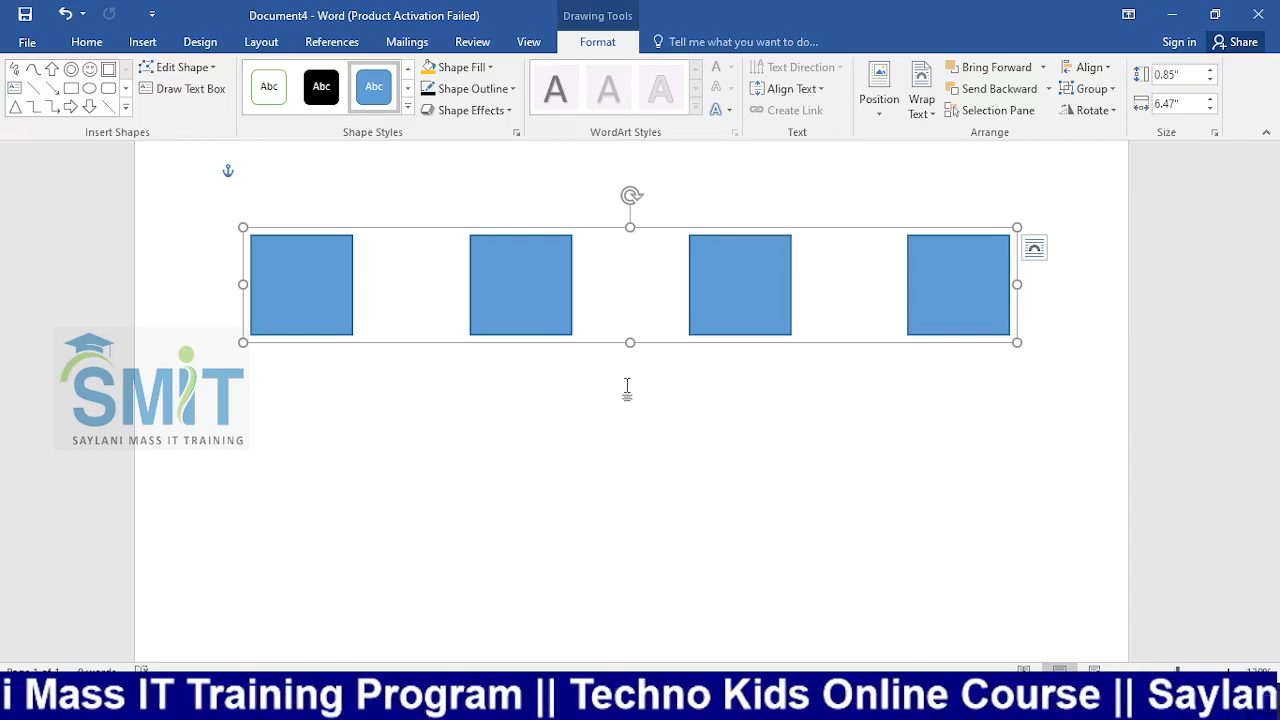 Document4 - Word (Product Activation Failed)
Drawing Tools
File Home Insert Design Layout References Mailings Review View Format Tell me what you want to do... Sign in Share
Edit Shape
Draw Text
Insert Shapes
Abc Abc Abc
Shape Fill
Shape Outline
Shape Effects
Shape Styles
A A A
WordArt Styles
Text Direction
Align Text
Create Link
Text
Position
Wrap
Text
Bring Forward
Send Backward
Selection Pane
Align
Group
Rotate
Arrange
0.85"
6.47"
Size
SMiT
SAYLANI MASS IT TRAINING
i Mass IT Training Program || Techno Kids Online Course || Saylan